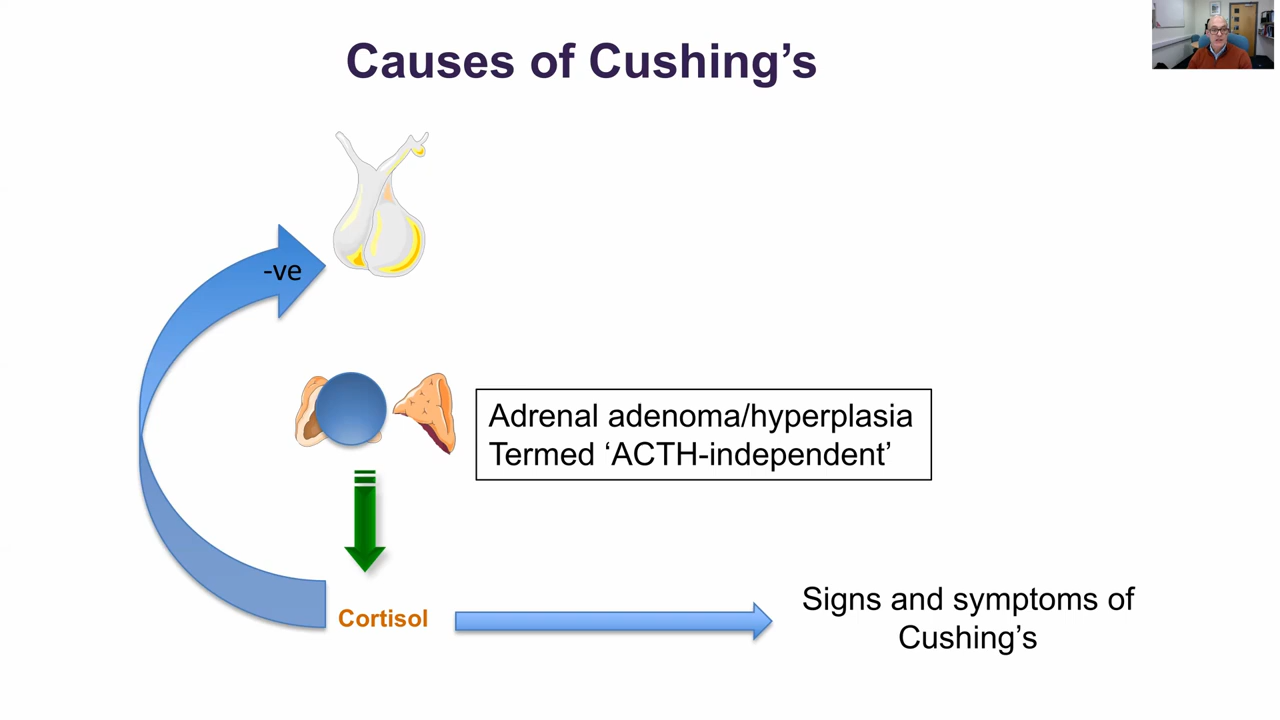 Causes of Cushing’s
-ve
Adrenal adenoma/hyperplasia
Termed ‘ACTH-independent’
Cortisol
Signs and symptoms of
Cushing’s